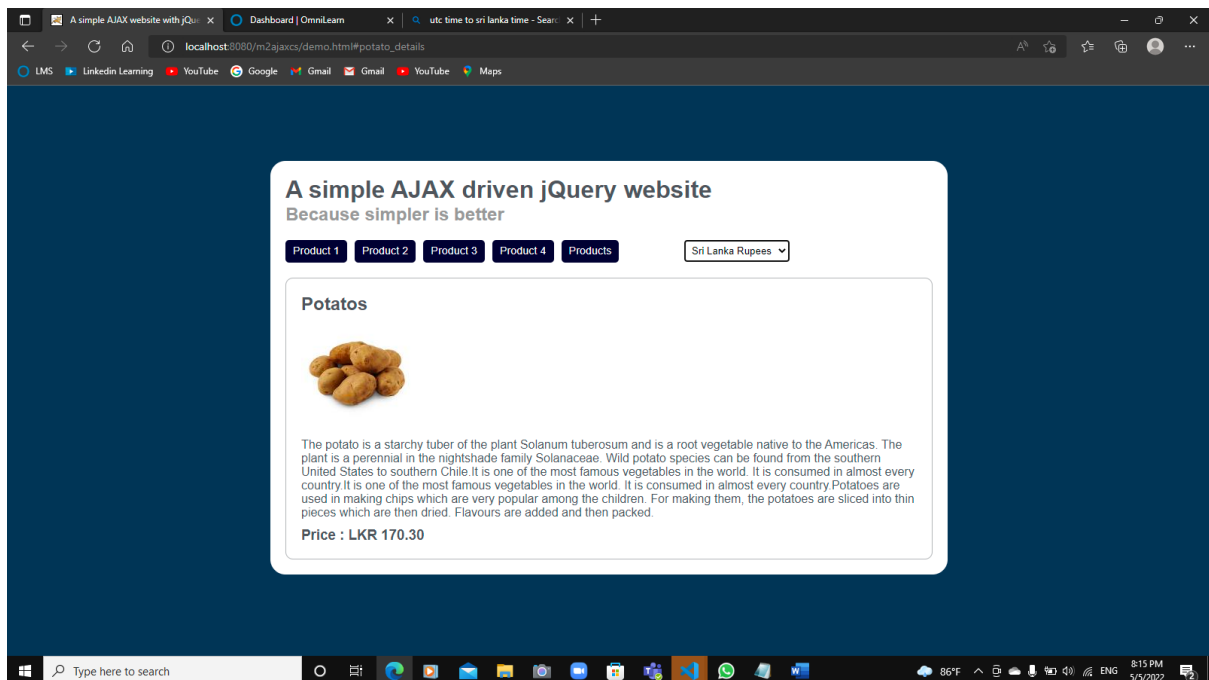 A simple AJAX website with jQue
Dashboard | OmniLearn
utc time to sri lanka time - Searc
localhost:8080/m2ajaxcs/demo.html#potato_details
LMS Linkedin Learning YouTube Google Gmail Gmail YouTube Maps
A simple AJAX driven jQuery website
Because simpler is better
Product 1 Product 2 Product 3 Product 4 Products Sri Lanka Rupees
Potatos
The potato is a starchy tuber of the plant Solanum tuberosum and is a root vegetable native to the Americas. The
plant is a perennial in the nightshade family Solanaceae. Wild potato species can be found from the southern
United States to southern Chile.It is one of the most famous vegetables in the world. It is consumed in almost every
country.It is one of the most famous vegetables in the world. It is consumed in almost every country.Potatoes are
used in making chips which are very popular among the children. For making them, the potatoes are sliced into thin
pieces which are then dried. Flavours are added and then packed.
Price : LKR 170.30
Type here to search
86°F ENG 8:15 PM
5/5/2022